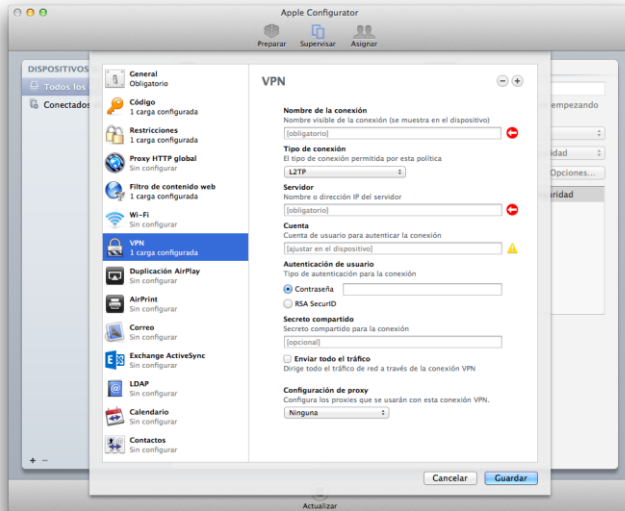 Apple Configurator
Preparar
Supervisar
Asignar
DISPOSITIVOS
Todos los
Conectados
empezando
idad
Opciones...
uridad
General
Obligatorio
Código
1 carga configurada
Restricciones
1 carga configurada
Proxy HTTP global
Sin configurar
Filtro de contenido web
1 carga configurada
Wi-Fi
Sin configurar
VPN
1 carga configurada
Duplicación AirPlay
Sin configurar
AirPrint
Sin configurar
Correo
Sin configurar
Exchange ActiveSync
Sin configurar
LDAP
Sin configurar
Calendario
Sin configurar
Contactos
Sin configurar
VPN
Nombre de la conexión
Nombre visible de la conexión (se muestra en el dispositivo)
[obligatorio]
Tipo de conexión
El tipo de conexión permitida por esta política
L2TP
Servidor
Nombre o dirección IP del servidor
[obligatorio]
Cuenta
Cuenta de usuario para autenticar la conexión
[ajustar en el dispositivo]
Autenticación de usuario
Tipo de autenticación para la conexión
Contraseña
RSA SecurID
Secreto compartido
Secreto compartido para la conexión
[opcional]
Enviar todo el tráfico
Dirige todo el tráfico de red a través de la conexión VPN
Configuración de proxy
Configura los proxies que se usarán con esta conexión VPN.
Ninguna
Cancelar
Guardar
Actualizar